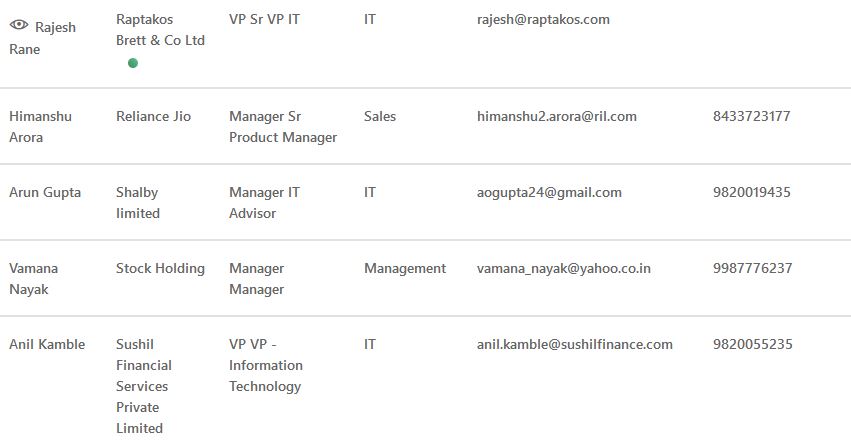 Rajesh Rane Raptakos Brett & Co Ltd VP Sr VP IT IT rajesh@raptakos.com
Himanshu Arora Reliance Jio Manager Sr Product Manager Sales himanshu2.arora@ril.com 8433723177
Arun Gupta Shalby limited Manager IT Advisor IT aogupta24@gmail.com 9820019435
Vamana Nayak Stock Holding Manager Manager Management vamana_nayak@yahoo.co.in 9987776237
Anil Kamble Sushil Financial Services Private Limited VP VP - Information Technology IT anil.kamble@sushilfinance.com 9820055235